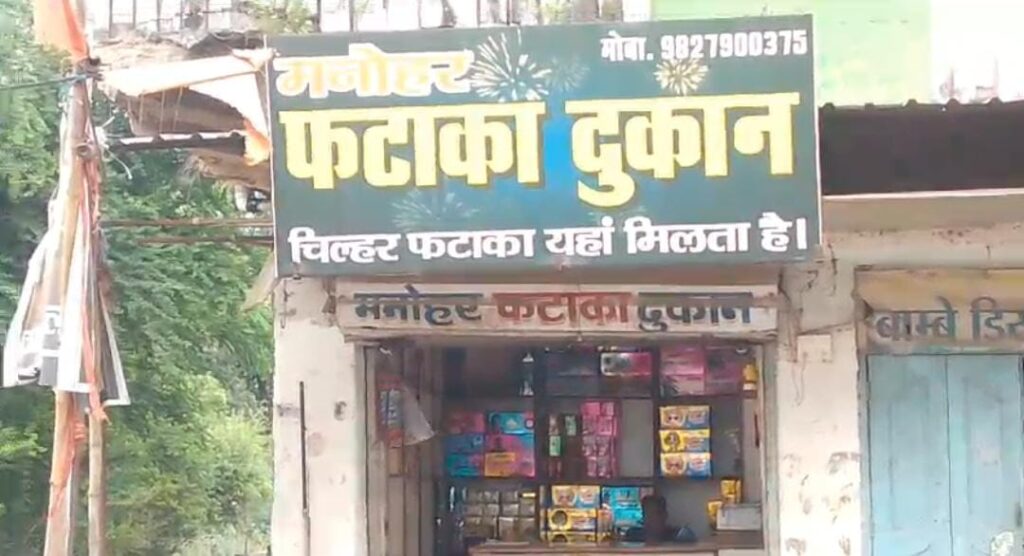 मोबा. 9827900375
मनोहर
फटाका दुकान
चिल्हर फटाका यहां मिलता है।
मनोहर फटाका दुकान
बाम्बे डिस